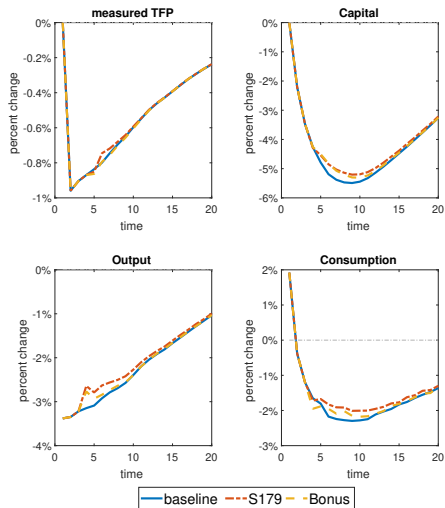 measured TFP
percent change
0%
-0.2%
-0.4%
-0.6%
-0.8%
-1%
0 5 10 15 20
time
Capital
percent change
0%
-1%
-2%
-3%
-4%
-5%
-6%
0 5 10 15 20
time
Output
percent change
0%
-1%
-2%
-3%
-4%
0 5 10 15 20
time
Consumption
percent change
2%
1%
0%
-1%
-2%
-3%
0 5 10 15 20
time
baseline S179 Bonus